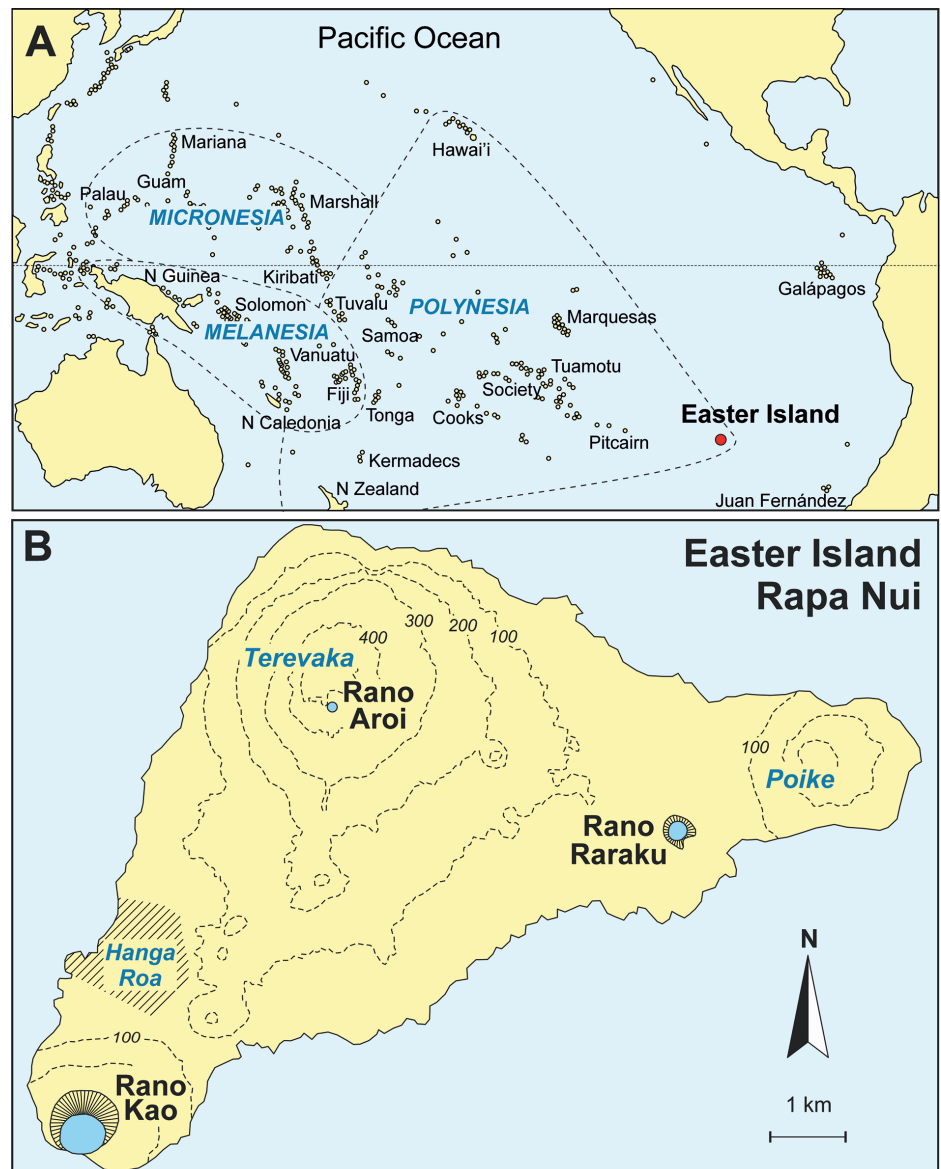 A
Pacific Ocean
Hawai'i
Mariana
Guam
Palau
Marshall
MICRONESIA
N Guinea
Kiribati
Galápagos
Solomon
Tuvalu
POLYNESIA
MELANESIA
Samoa
Marquesas
Vanuatu
Tuamotu
Fiji
Society
Tonga
Cooks
N Caledonia
Easter Island
Pitcairn
Kermadecs
N Zealand
Juan Fernández
B
Easter Island
Rapa Nui
400
300
200
100
Terevaka
Rano
Aroi
100
Poike
Rano
Raraku
Hanga
Roa
N
100
Rano
Kao
1 km